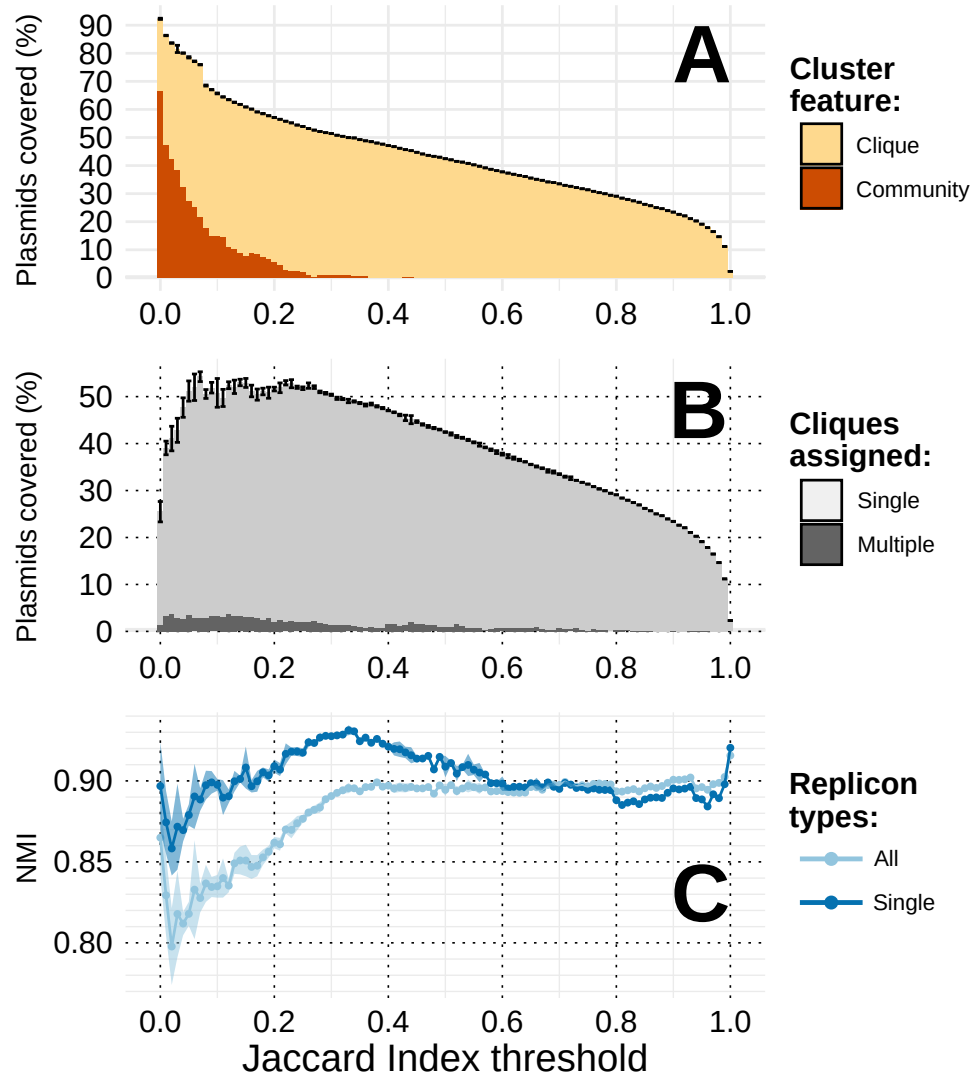 A
Plasmids covered (%)
90
80
70
60
50
40
30
20
10
0
0.0 0.2 0.4 0.6 0.8 1.0
Cluster
feature:
Clique
Community
B
Plasmids covered (%)
50
40
30
20
10
0
0.0 0.2 0.4 0.6 0.8 1.0
Cliques
assigned:
Single
Multiple
C
NMI
0.90
0.85
0.80
0.0 0.2 0.4 0.6 0.8 1.0
Jaccard Index threshold
Replicon
types:
All
Single